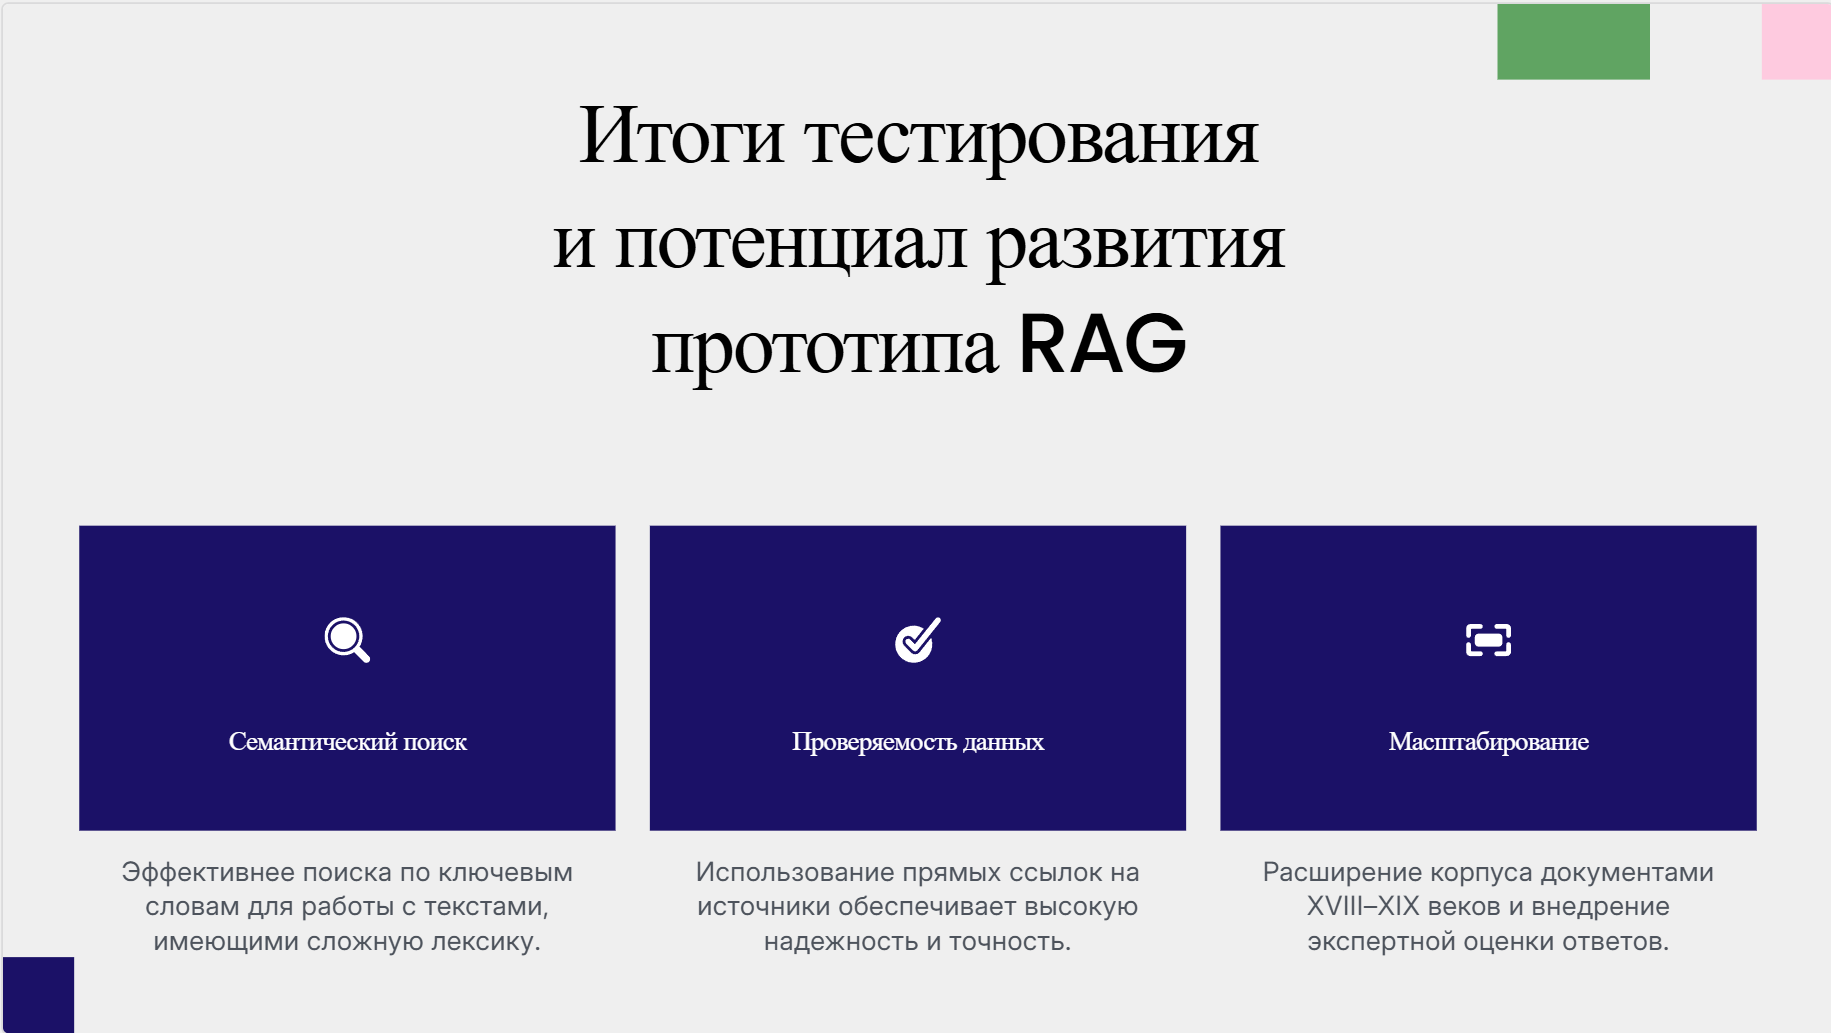 Итоги тестирования
и потенциал развития
прототипа RAG
Семантический поиск
Эффективнее поиска по ключевым
словам для работы с текстами,
имеющими сложную лексику.
Проверяемость данных
Использование прямых ссылок на
источники обеспечивает высокую
надежность и точность.
Масштабирование
Расширение корпуса документами
XVIII–XIX веков и внедрение
экспертной оценки ответов.